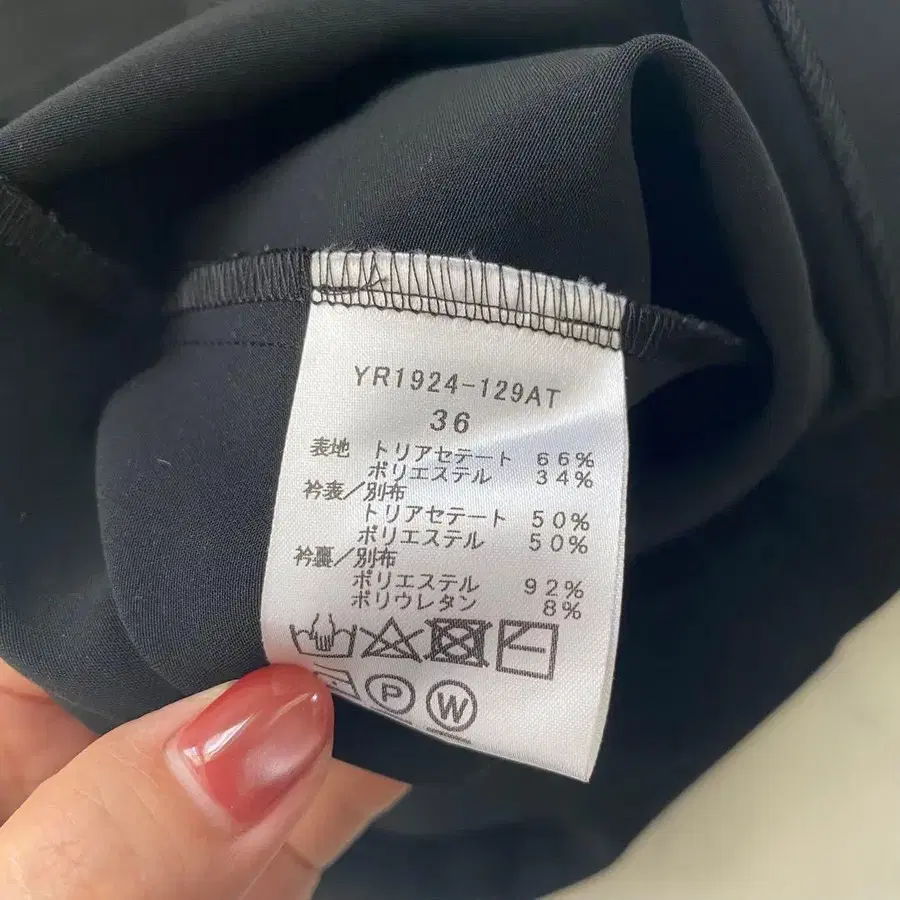 YR1924-129AT
36
表地 トリアセテート 66%
ポリエステル 34%
衿表/別布
トリアセテート 50%
ポリエステル 50%
衿裏/別布
ポリエステル 92%
ポリウレタン 8%
P W